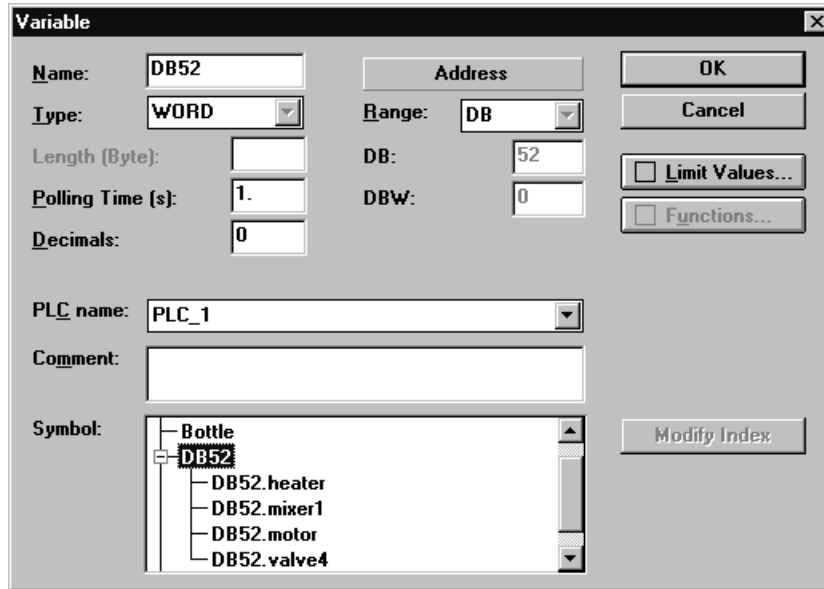 Variable
Name: DB52 Address OK
Type: WORD Range: DB Cancel
Length (Byte): DB: 52
Limit Values...
Polling Time (s): 1. DBW: 0
Functions...
Decimals: 0
PLC name: PLC_1
Comment:
Symbol: Bottle Modify Index
DB52
DB52.heater
DB52.mixer1
DB52.motor
DB52.valve4